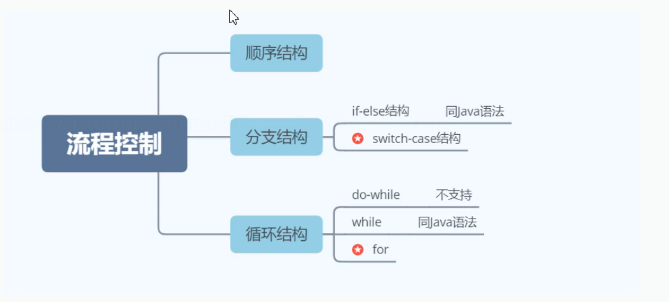 顺序结构
if-else结构 同Java语法
流程控制
分支结构
switch-case结构
do-while 不支持
while 同Java语法
循环结构
for